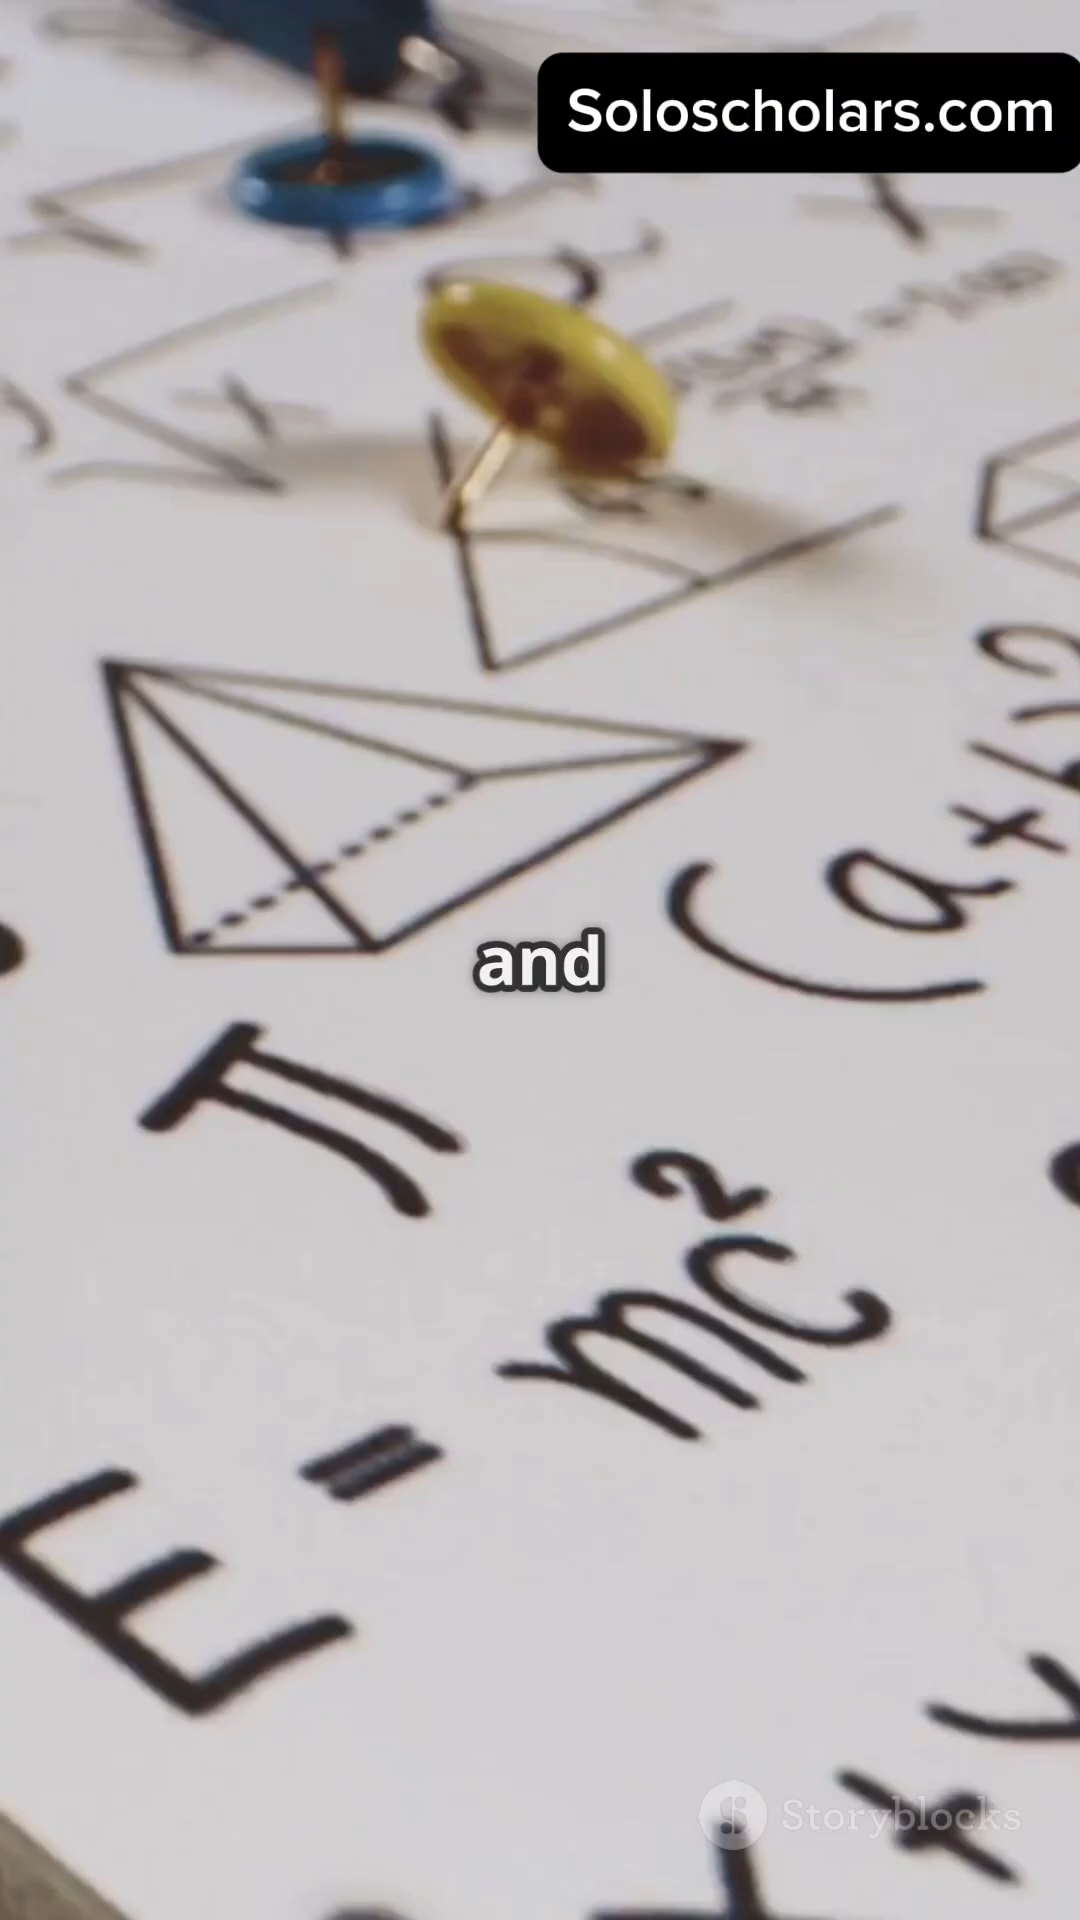 Soloscholars.com
y
x
(a+b)2
and
π
E = mc²
x + y
Storyblocks